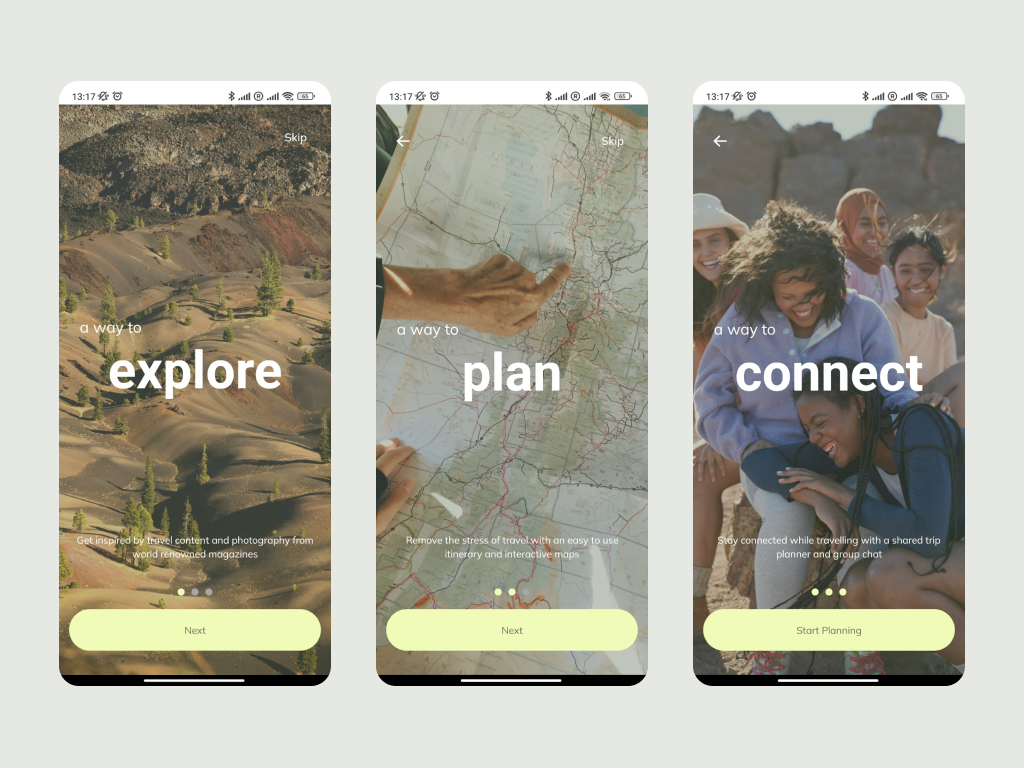 13:17 65
Skip
a way to
explore
Get inspired by travel content and photography from
world renowned magazines
Next
13:17 R 65
Skip
a way to
plan
Remove the stress of travel with an easy to use
itinerary and interactive maps
Next
13:17 R 65
a way to
connect
Stay connected while travelling with a shared trip
planner and group chat
Start Planning